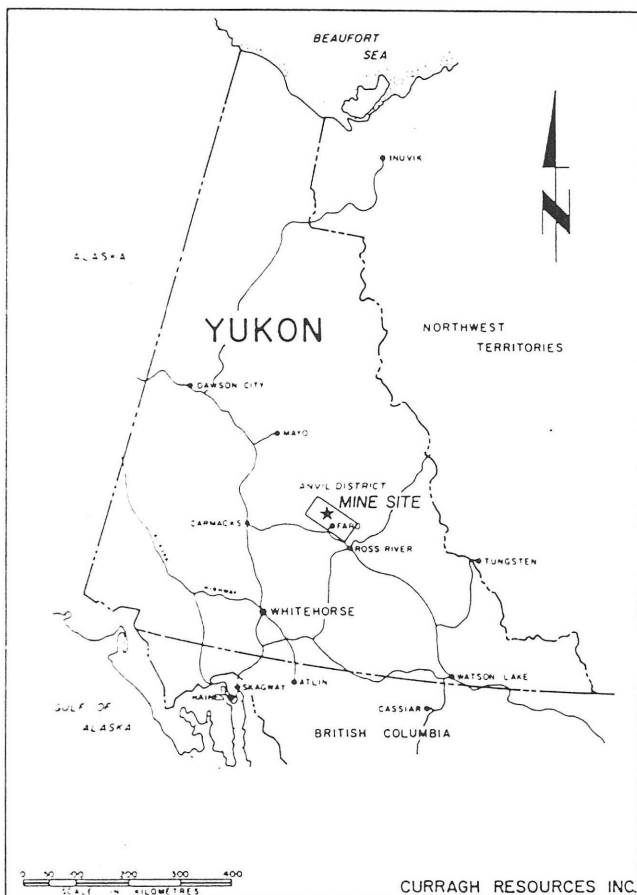 BEAUFORT
SEA
INUVIK
ALASKA
YUKON
NORTHWEST
TERRITORIES
DAWSON CITY
MAYO
ANVIL DISTRICT
MINE SITE
CARMACKS
FARO
ROSS RIVER
TUNGSTEN
HIGHWAY
WHITEHORSE
WATSON LAKE
SKAGWAY
ATLIN
HAINES
CASSIAR
GULF OF
ALASKA
BRITISH COLUMBIA
N
0 50 100 200 300 400
SCALE IN KILOMETRES
CURRAGH RESOURCES INC.